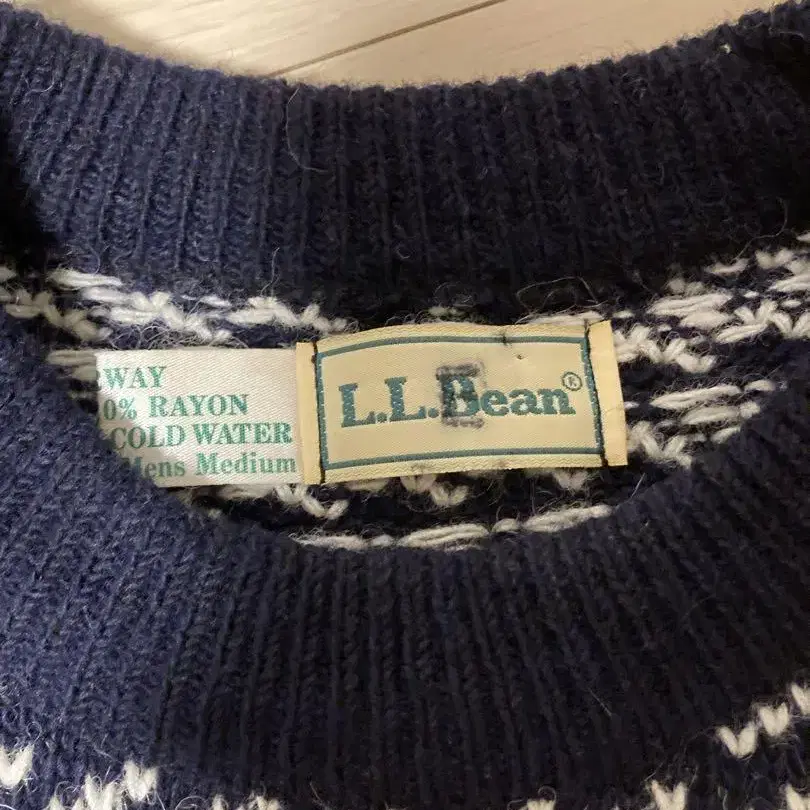 WAY
0% RAYON
COLD WATER
Mens Medium
L.L.Bean®